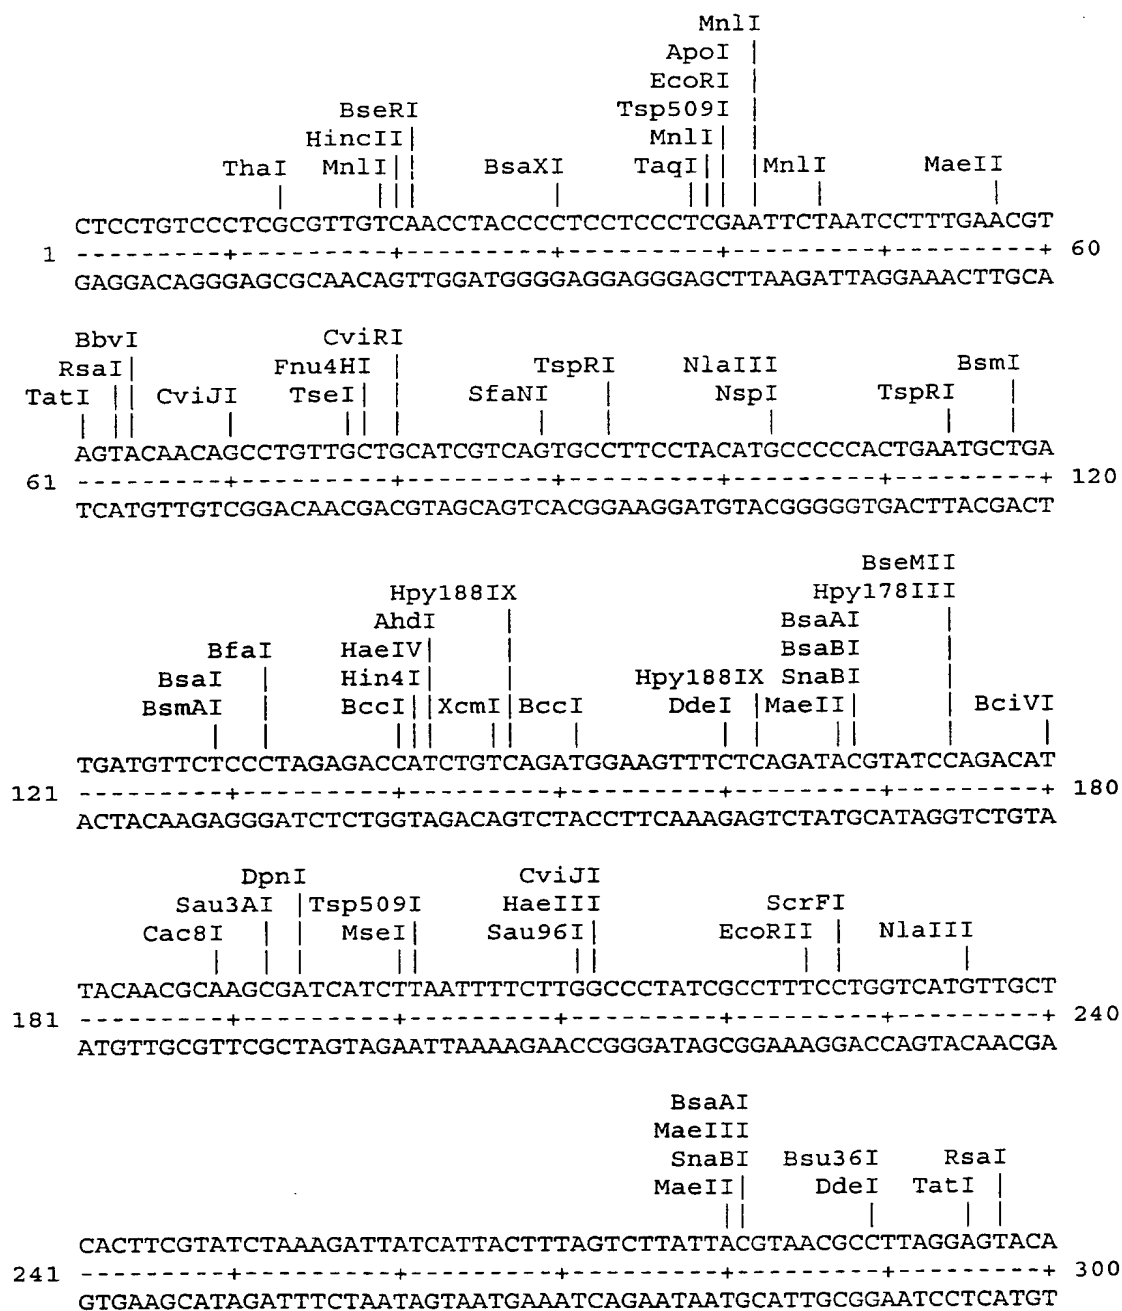 MnlI
ApoI
EcoRI
BseRI Tsp509I
HincII MnlI
ThaI MnlI BsaXI TaqI MnlI MaeII
CTCCTGTCCCTCGCGTTGTCAACCTACCCCTCCTCCCTCGAATTCTAATCCTTTGAACGT
1 ---------+---------+---------+---------+---------+---------+ 60
GAGGACAGGGAGCGCAACAGTTGGATGGGGAGGAGGGAGCTTAAGATTAGGAAACTTGCA
BbvI CviRI
RsaI Fnu4HI TspRI NlaIII BsmI
TatI CviJI TseI SfaNI NspI TspRI
AGTACAACAGCCTGTTGCTGCATCGTCAGTGCCTTCCTACATGCCCCCACTGAATGCTGA
61 ---------+---------+---------+---------+---------+---------+ 120
TCATGTTGTCGGACAACGACGTAGCAGTCACGGAAGGATGTACGGGGGTGACTTACGACT
BseMII
Hpy188IX Hpy178III
AhdI BsaAI
BfaI HaeIV BsaBI
BsaI Hin4I Hpy188IX SnaBI
BsmAI BccI XcmI BccI DdeI MaeII BciVI
TGATGTTCTCCCTAGAGACCATCTGTCAGATGGAAGTTTCTCAGATACGTATCCAGACAT
121 ---------+---------+---------+---------+---------+---------+ 180
ACTACAAGAGGGATCTCTGGTAGACAGTCTACCTTCAAAGAGTCTATGCATAGGTCTGTA
DpnI CviJI
Sau3AI Tsp509I HaeIII ScrFI
Cac8I MseI Sau96I EcoRII NlaIII
TACAACGCAAGCGATCATCTTAATTTTCTTGGCCCTATCGCCTTTCCTGGTCATGTTGCT
181 ---------+---------+---------+---------+---------+---------+ 240
ATGTTGCGTTCGCTAGTAGAATTAAAAGAACCGGGATAGCGGAAAGGACCAGTACAACGA
BsaAI
MaeIII
SnaBI Bsu36I RsaI
MaeII DdeI TatI
CACTTCGTATCTAAAGATTATCATTACTTTAGTCTTATTACGTAACGCCTTAGGAGTACA
241 ---------+---------+---------+---------+---------+---------+ 300
GTGAAGCATAGATTTCTAATAGTAATGAAATCAGAATAATGCATTGCGGAATCCTCATGT